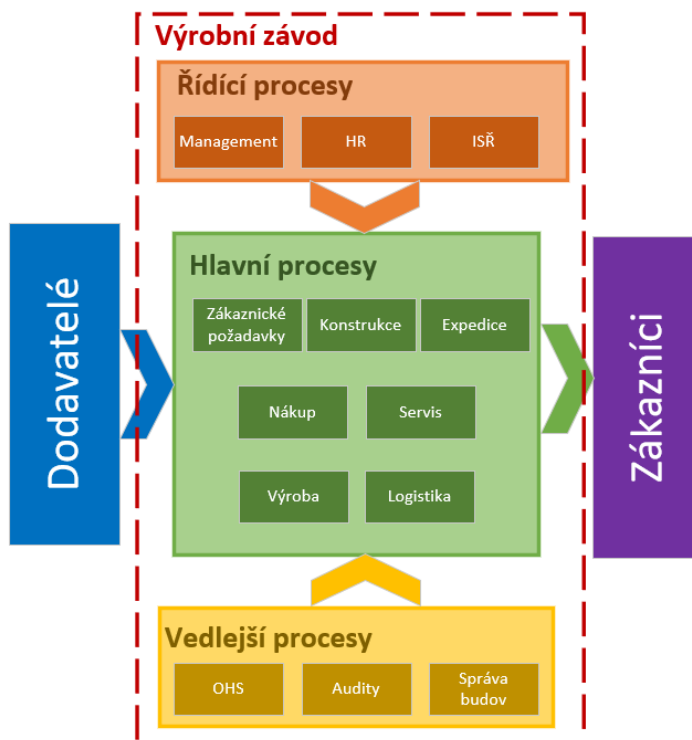 Výrobní závod
Řídící procesy
Management
HR
ISŘ
Dodavatelé
Hlavní procesy
Zákaznické
požadavky
Konstrukce
Expedice
Nákup
Servis
Výroba
Logistika
Zákazníci
Vedlejší procesy
OHS
Audity
Správa
budov